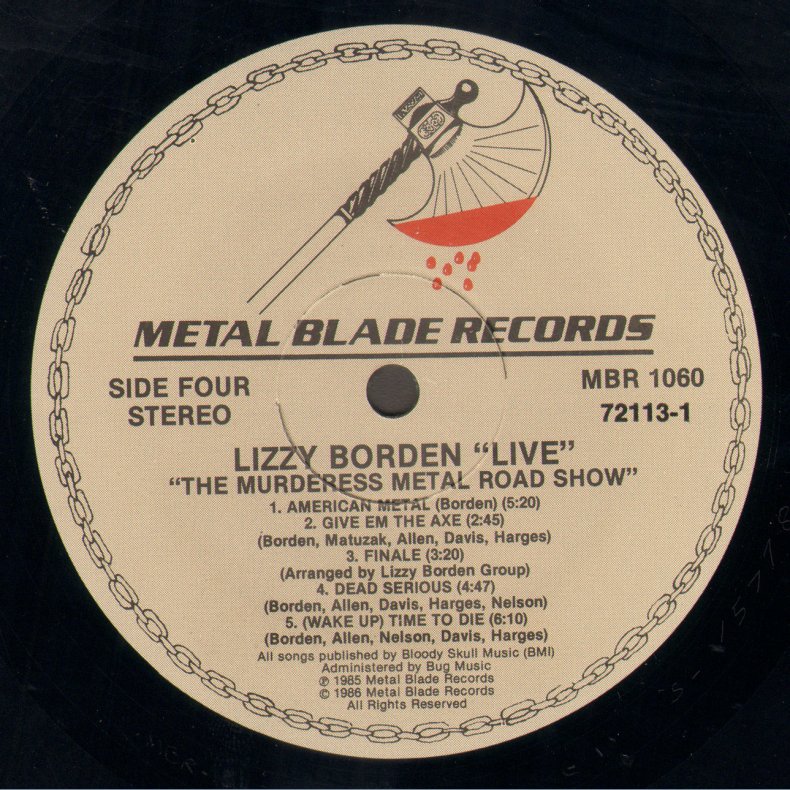 METAL BLADE RECORDS
SIDE FOUR
STEREO
MBR 1060
72113-1
LIZZY BORDEN “LIVE”
“THE MURDERESS METAL ROAD SHOW”
1. AMERICAN METAL (Borden) (5:20)
2. GIVE EM THE AXE (2:45)
(Borden, Matuzak, Allen, Davis, Harges)
3. FINALE (3:20)
(Arranged by Lizzy Borden Group)
4. DEAD SERIOUS (4:47)
(Borden, Allen, Davis, Harges, Nelson)
5. (WAKE UP) TIME TO DIE (6:10)
(Borden, Allen, Nelson, Davis, Harges)
All songs published by Bloody Skull Music (BMI)
Administered by Bug Music
℗ 1985 Metal Blade Records
© 1986 Metal Blade Records
All Rights Reserved